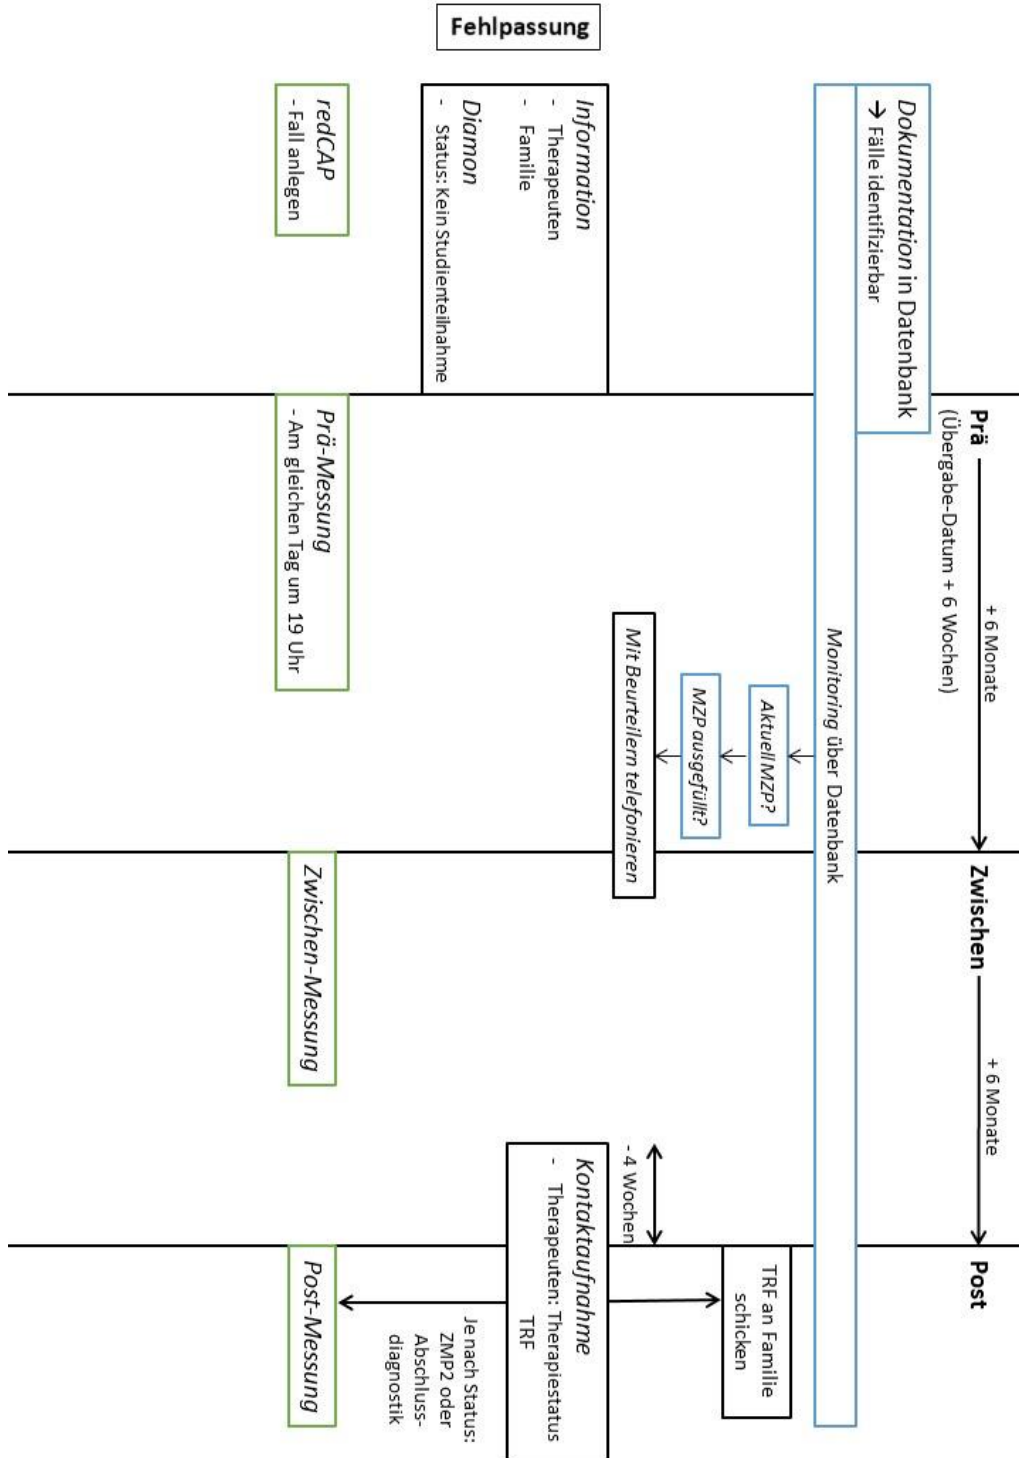 Fehlpassung
Prä
(Übergabe-Datum + 6 Wochen)
+ 6 Monate
Zwischen
+ 6 Monate
Post
Dokumentation in Datenbank
→ Fälle identifizierbar
Monitoring über Datenbank
Aktuell MZP?
MZP ausgefüllt?
Mit Beurteilern telefonieren
TRF an Familie
schicken
- 4 Wochen
Information
- Therapeuten
- Familie
Diamon
- Status: Kein Studienteilnahme
Kontaktaufnahme
- Therapeuten: Therapiestatus
TRF
Je nach Status:
ZMP2 oder
Abschluss-
diagnostik
redCAP
- Fall anlegen
Prä-Messung
- Am gleichen Tag um 19 Uhr
Zwischen-Messung
Post-Messung